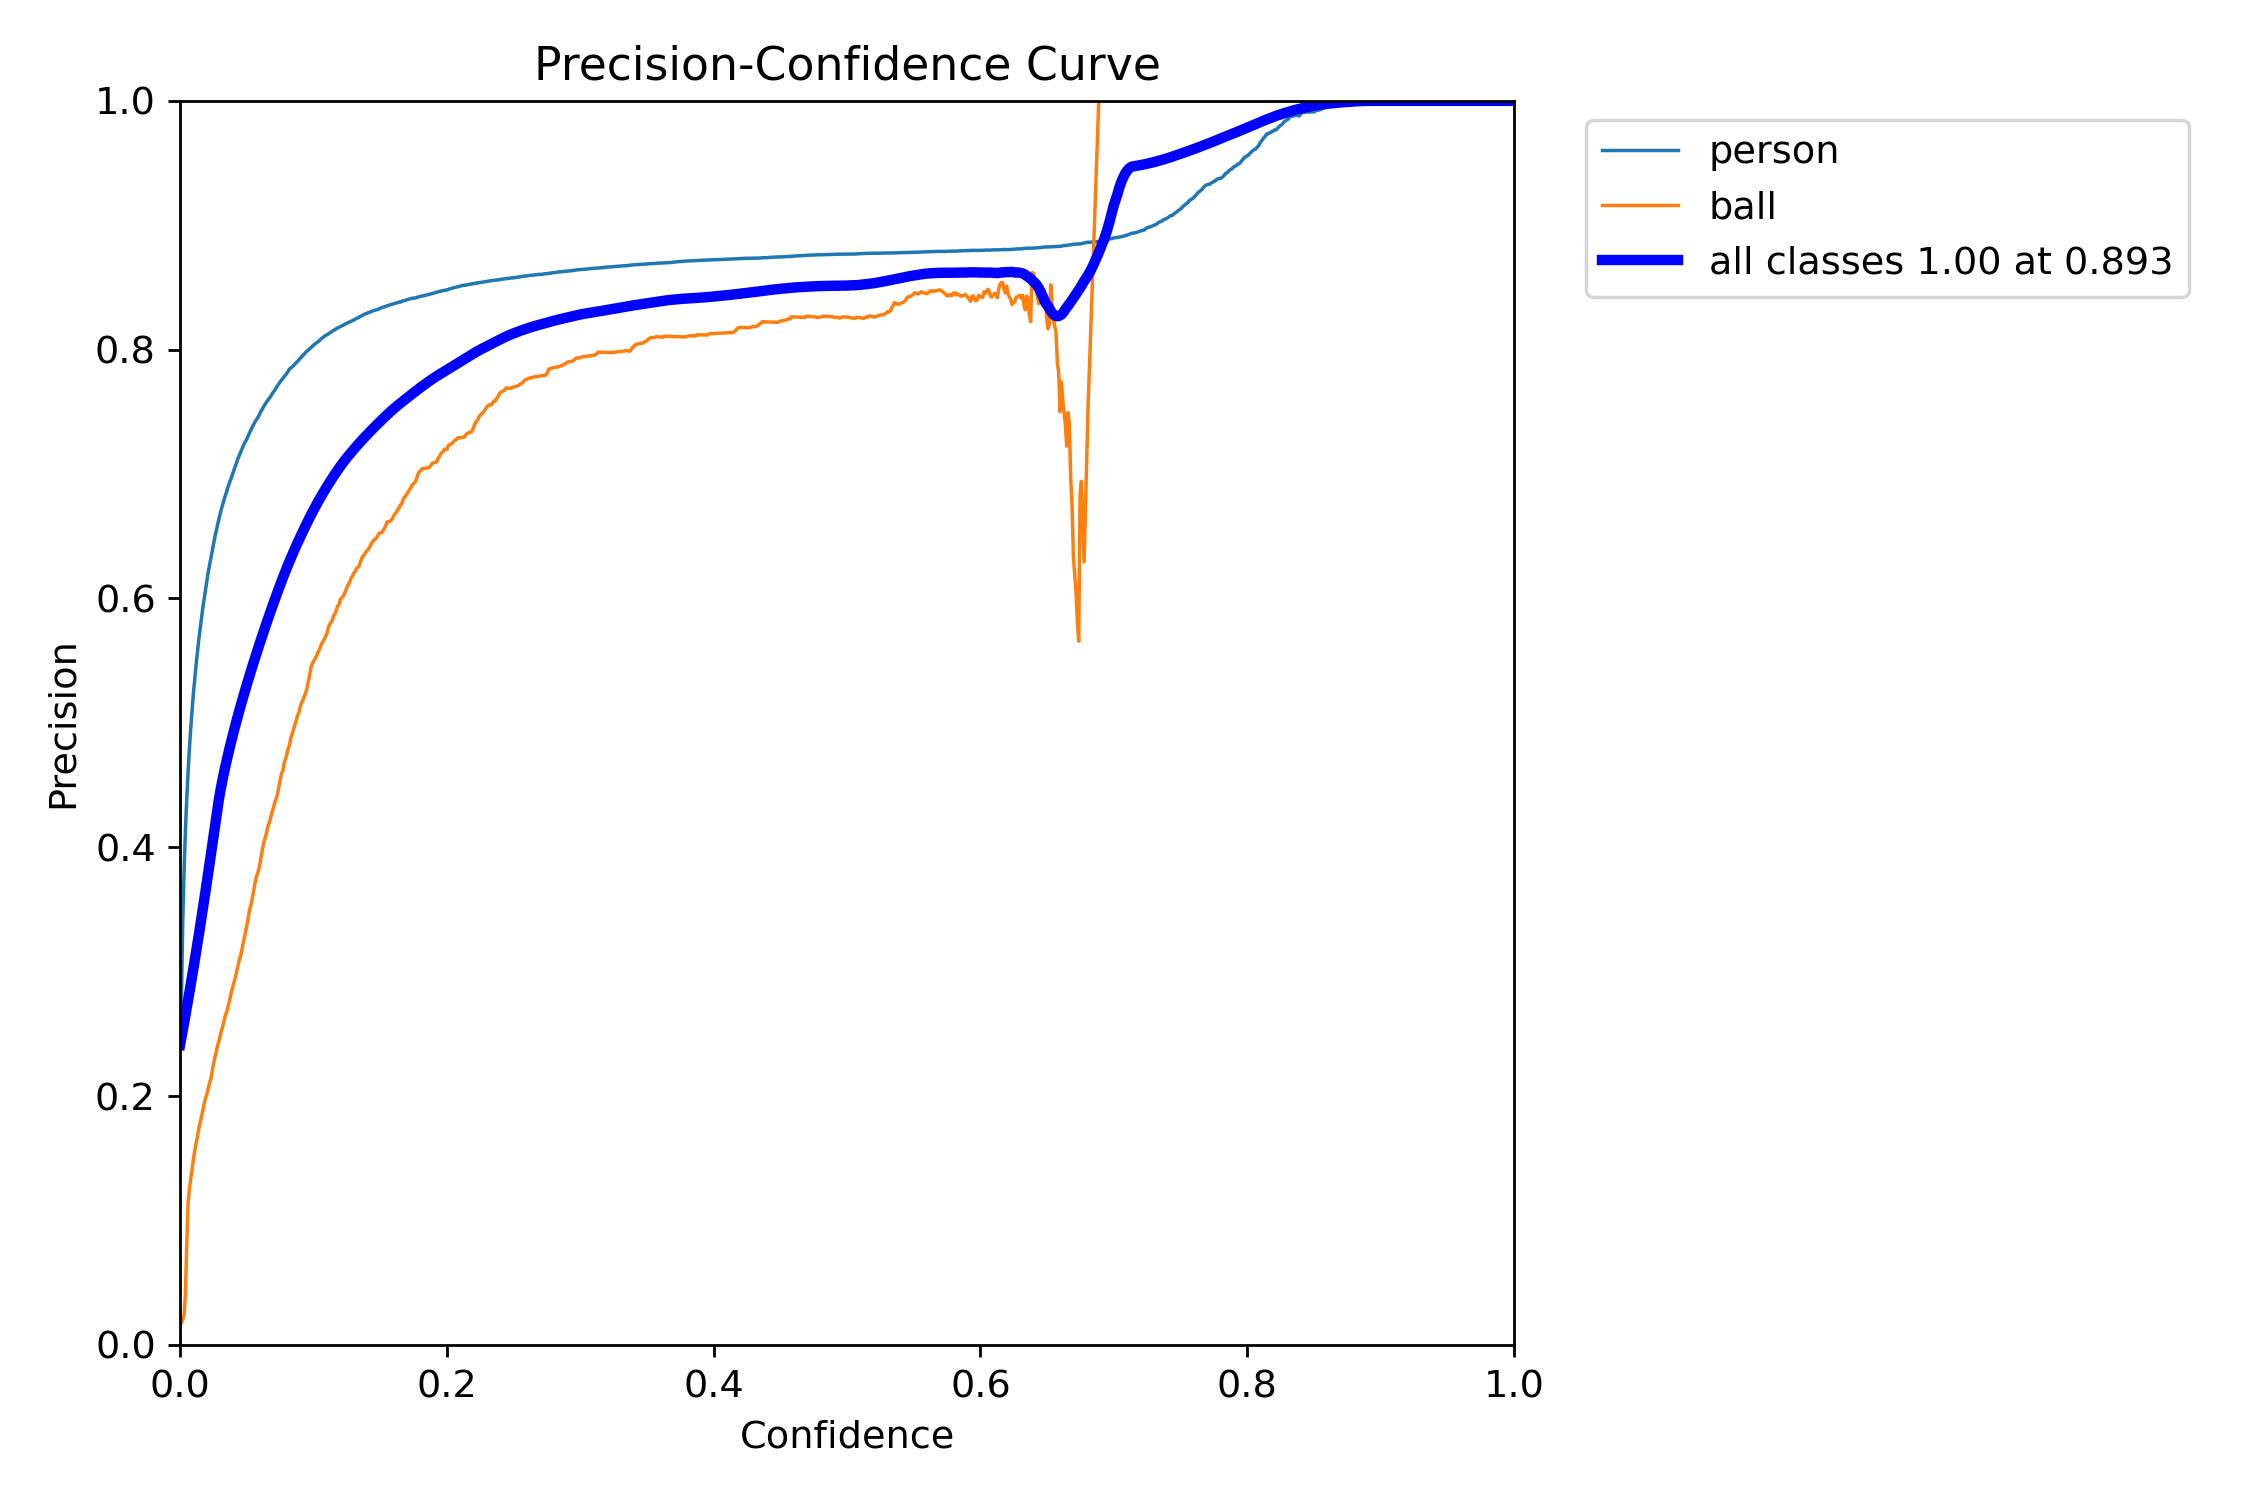 Precision-Confidence Curve
person
ball
all classes 1.00 at 0.893
Precision
1.0
0.8
0.6
0.4
0.2
0.0
0.0 0.2 0.4 0.6 0.8 1.0
Confidence